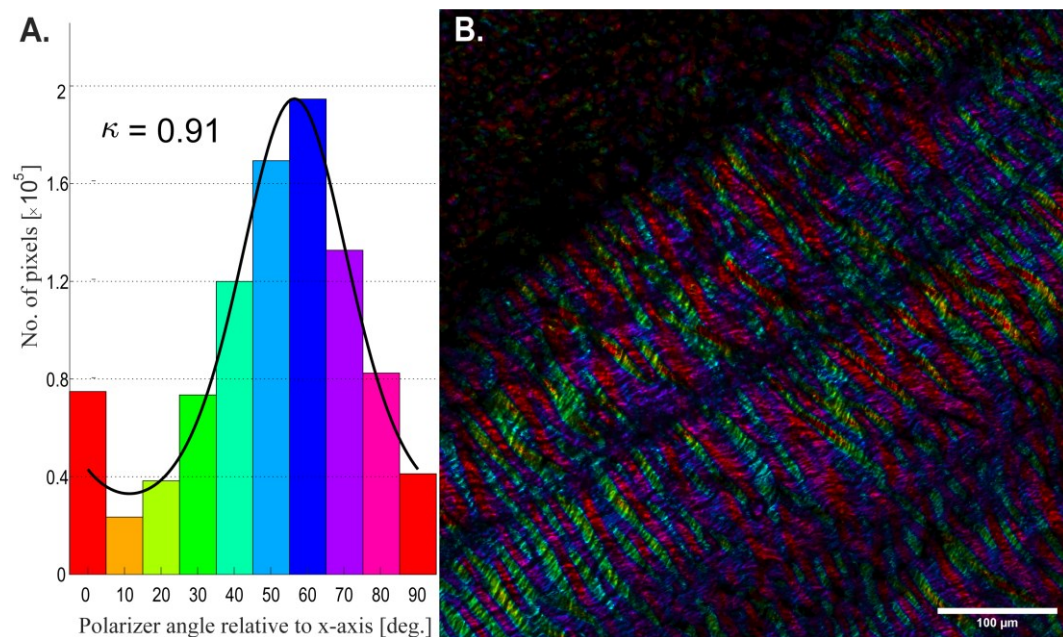 A.
B.
κ = 0.91
2
1.6
1.2
0.8
0.4
0
No. of pixels [×10⁵]
0 10 20 30 40 50 60 70 80 90
Polarizer angle relative to x-axis [deg.]
100 µm